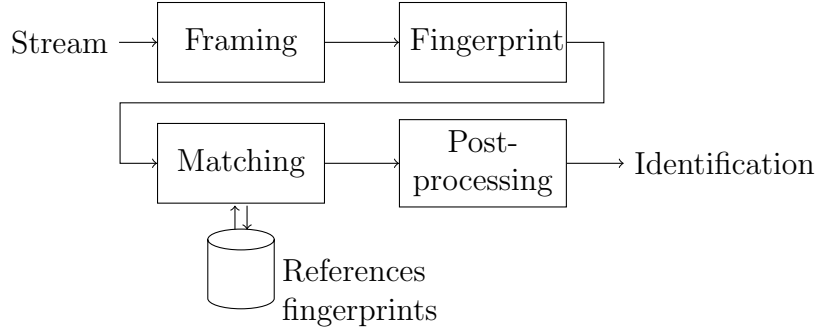 Stream
Framing
Fingerprint
Matching
Post-
processing
Identification
References
fingerprints